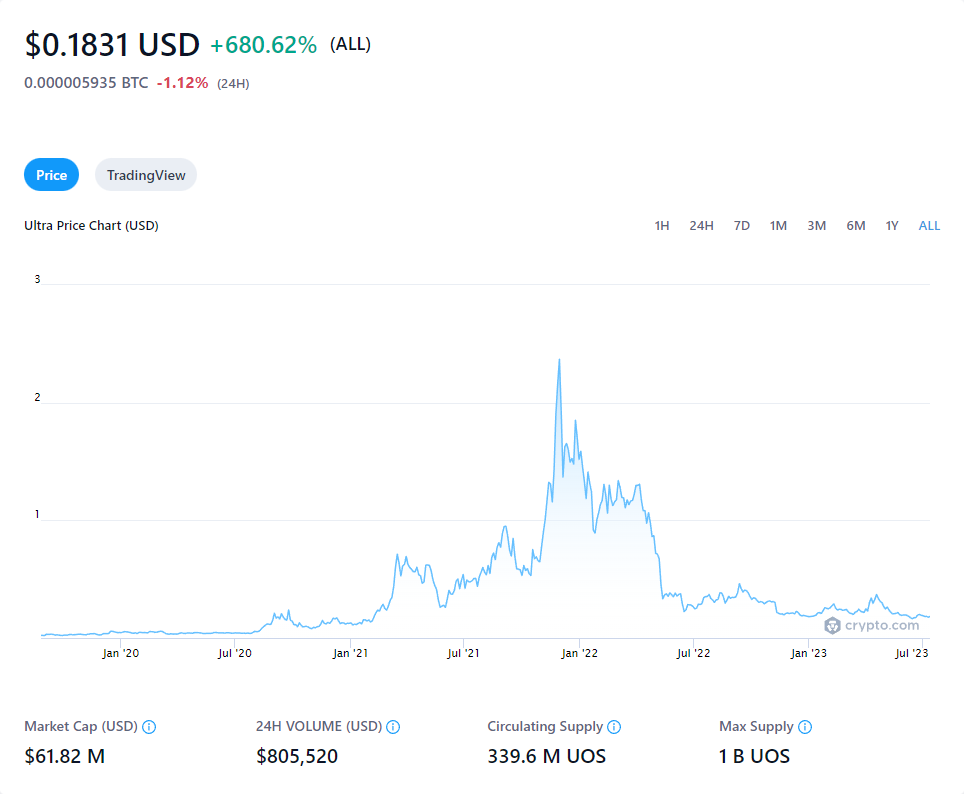 $0.1831 USD +680.62% (ALL)
0.000005935 BTC -1.12% (24H)
Price TradingView
Ultra Price Chart (USD) 1H 24H 7D 1M 3M 6M 1Y ALL
3
2
1
crypto.com
Jan '20 Jul '20 Jan '21 Jul '21 Jan '22 Jul '22 Jan '23 Jul '23
Market Cap (USD) 24H VOLUME (USD) Circulating Supply Max Supply
$61.82 M $805,520 339.6 M UOS 1 B UOS